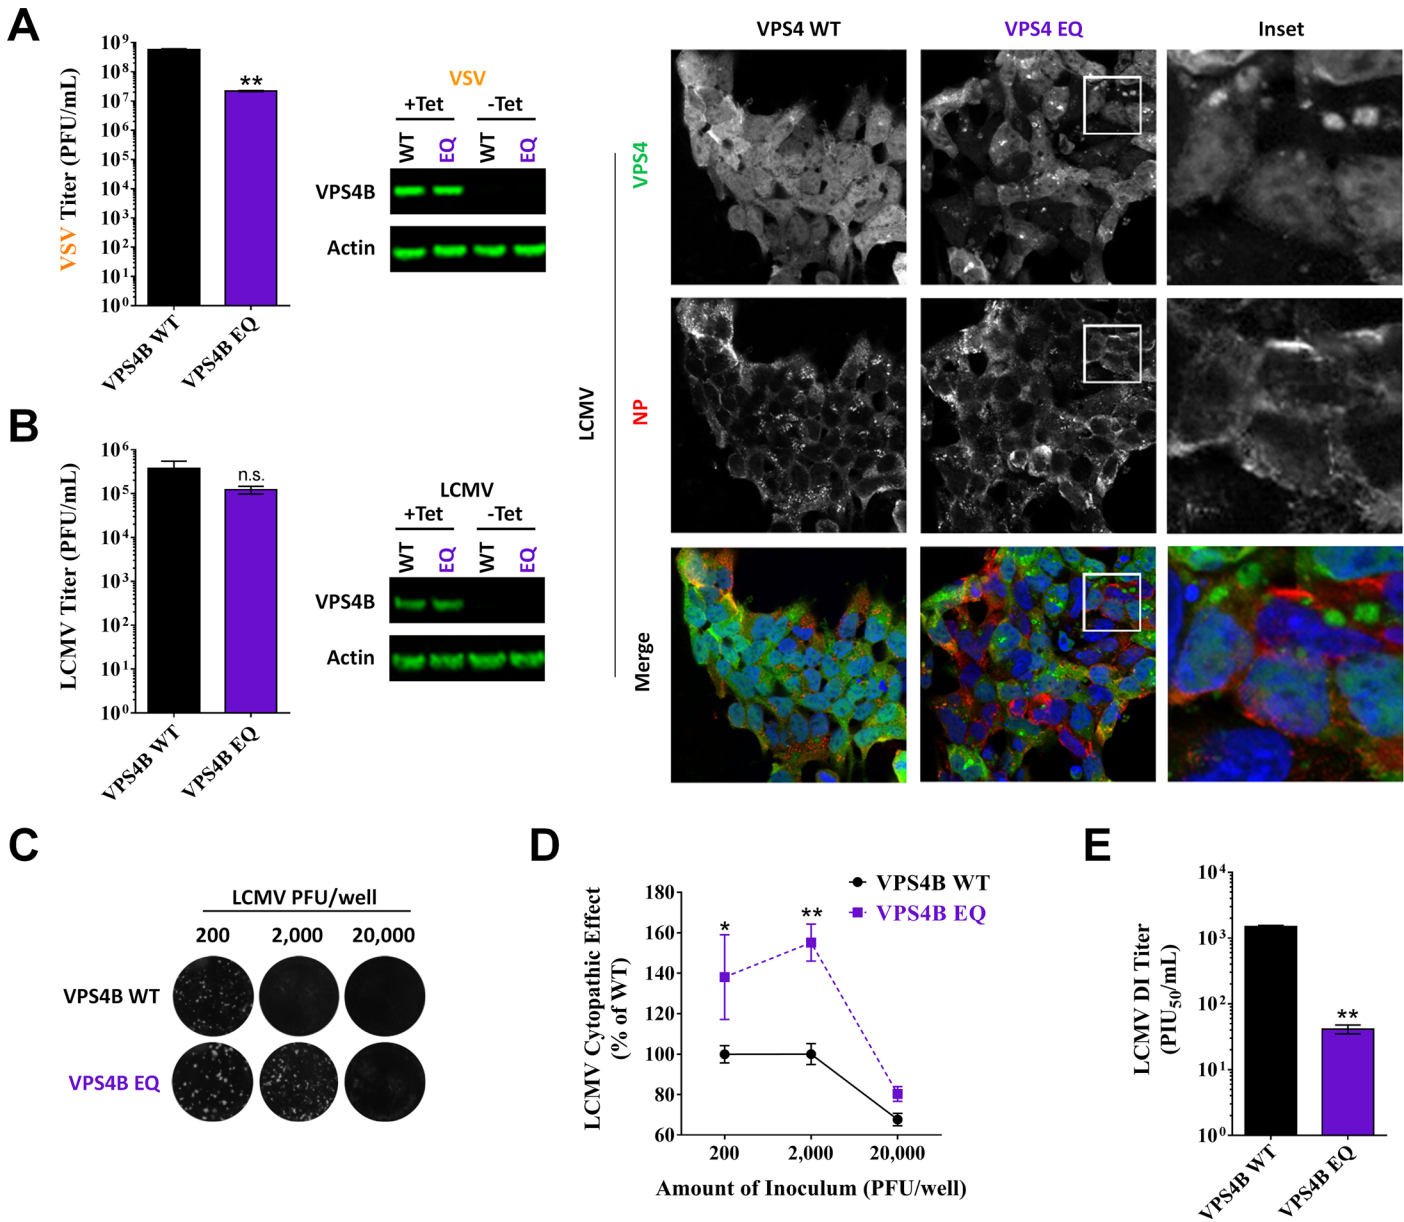 A
VSV Titer (PFU/mL)
10⁹
10⁸
10⁷
10⁶
10⁵
10⁴
10³
10²
10¹
10⁰
**
VPS4B WT
VPS4B EQ
VSV
+Tet -Tet
WT EQ WT EQ
VPS4B
Actin
VPS4 WT VPS4 EQ Inset
LCMV
VPS4
NP
Merge
B
LCMV Titer (PFU/mL)
10⁶
10⁵
10⁴
10³
10²
10¹
10⁰
n.s.
VPS4B WT
VPS4B EQ
LCMV
+Tet -Tet
WT EQ WT EQ
VPS4B
Actin
C
LCMV PFU/well
200 2,000 20,000
VPS4B WT
VPS4B EQ
D
LCMV Cytopathic Effect
(% of WT)
180
160
140
120
100
80
60
* **
VPS4B WT
VPS4B EQ
200 2,000 20,000
Amount of Inoculum (PFU/well)
E
LCMV DI Titer
(PIU₅₀/mL)
10⁴
10³
10²
10¹
10⁰
**
VPS4B WT
VPS4B EQ